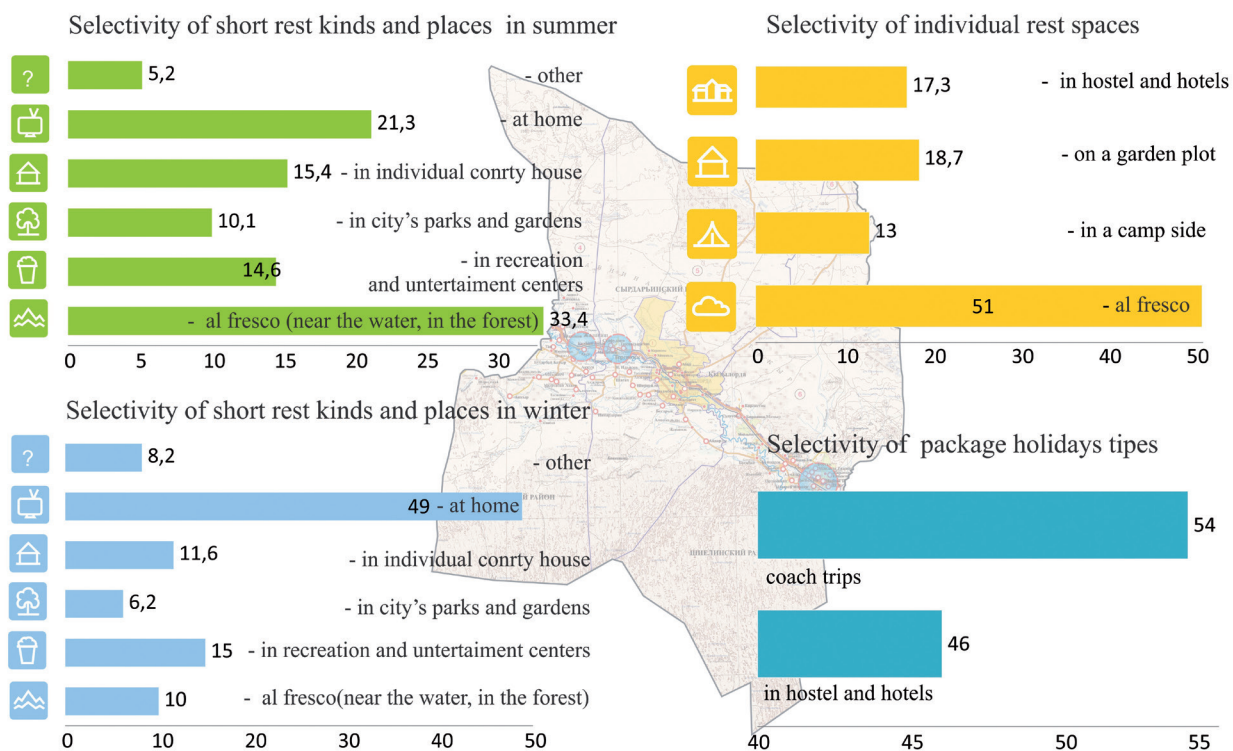 Selectivity of short rest kinds and places in summer
?
5,2
- other
21,3
- at home
15,4
- in individual conrty house
10,1
- in city's parks and gardens
14,6
- in recreation
and untertaiment centers
- al fresco (near the water, in the forest)
33,4
0 5 10 15 20 25 30
Selectivity of individual rest spaces
17,3
- in hostel and hotels
18,7
- on a garden plot
13
- in a camp side
51
- al fresco
0 10 20 30 40 50
Selectivity of short rest kinds and places in winter
?
8,2
- other
49
- at home
11,6
- in individual conrty house
6,2
- in city's parks and gardens
15
- in recreation and untertaiment centers
10
- al fresco(near the water, in the forest)
0 10 20 30 40 50
Selectivity of package holidays tipes
54
coach trips
46
in hostel and hotels
40 45 50 55